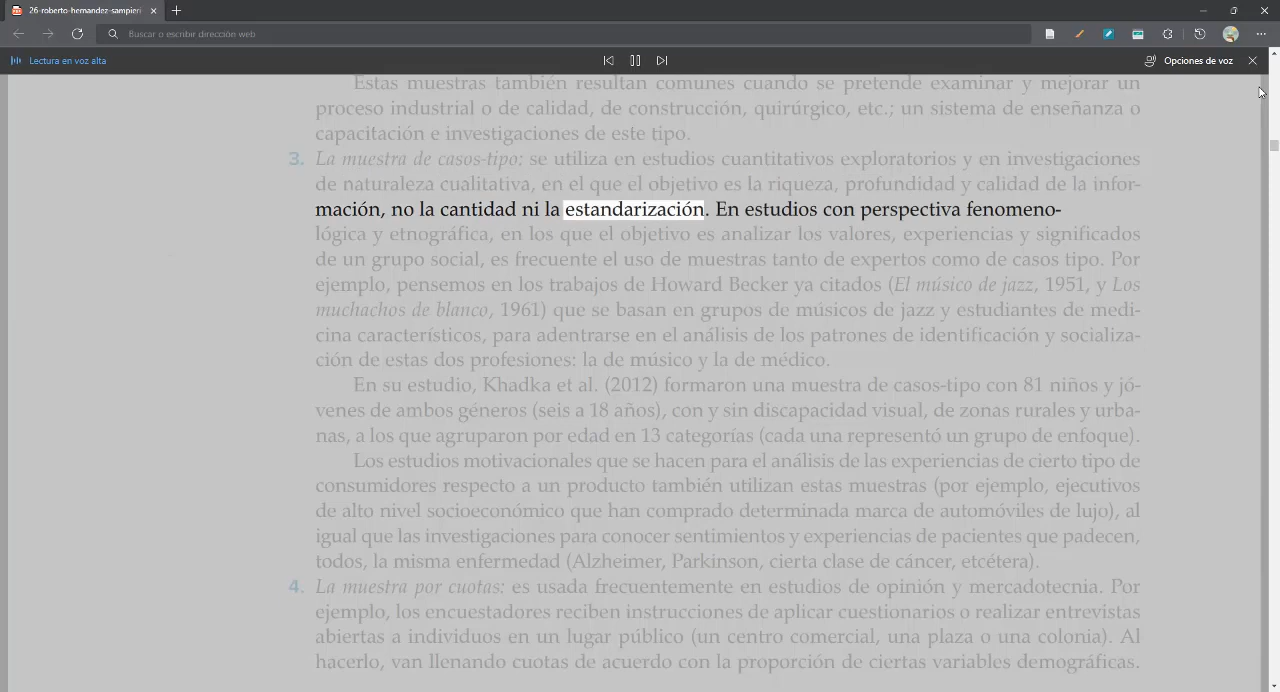 26-roberto-hernandez-sampieri
Buscar o escribir dirección web
Lectura en voz alta
Opciones de voz
Estas muestras también resultan comunes cuando se pretende examinar y mejorar un
proceso industrial o de calidad, de construcción, quirúrgico, etc.; un sistema de enseñanza o
capacitación e investigaciones de este tipo.
3. La muestra de casos-tipo: se utiliza en estudios cuantitativos exploratorios y en investigaciones
de naturaleza cualitativa, en el que el objetivo es la riqueza, profundidad y calidad de la infor-
mación, no la cantidad ni la estandarización. En estudios con perspectiva fenomeno-
lógica y etnográfica, en los que el objetivo es analizar los valores, experiencias y significados
de un grupo social, es frecuente el uso de muestras tanto de expertos como de casos tipo. Por
ejemplo, pensemos en los trabajos de Howard Becker ya citados (El músico de jazz, 1951, y Los
muchachos de blanco, 1961) que se basan en grupos de músicos de jazz y estudiantes de medi-
cina característicos, para adentrarse en el análisis de los patrones de identificación y socializa-
ción de estas dos profesiones: la de músico y la de médico.
En su estudio, Khadka et al. (2012) formaron una muestra de casos-tipo con 81 niños y jó-
venes de ambos géneros (seis a 18 años), con y sin discapacidad visual, de zonas rurales y urba-
nas, a los que agruparon por edad en 13 categorías (cada una representó un grupo de enfoque).
Los estudios motivacionales que se hacen para el análisis de las experiencias de cierto tipo de
consumidores respecto a un producto también utilizan estas muestras (por ejemplo, ejecutivos
de alto nivel socioeconómico que han comprado determinada marca de automóviles de lujo), al
igual que las investigaciones para conocer sentimientos y experiencias de pacientes que padecen,
todos, la misma enfermedad (Alzheimer, Parkinson, cierta clase de cáncer, etcétera).
4. La muestra por cuotas: es usada frecuentemente en estudios de opinión y mercadotecnia. Por
ejemplo, los encuestadores reciben instrucciones de aplicar cuestionarios o realizar entrevistas
abiertas a individuos en un lugar público (un centro comercial, una plaza o una colonia). Al
hacerlo, van llenando cuotas de acuerdo con la proporción de ciertas variables demográficas.